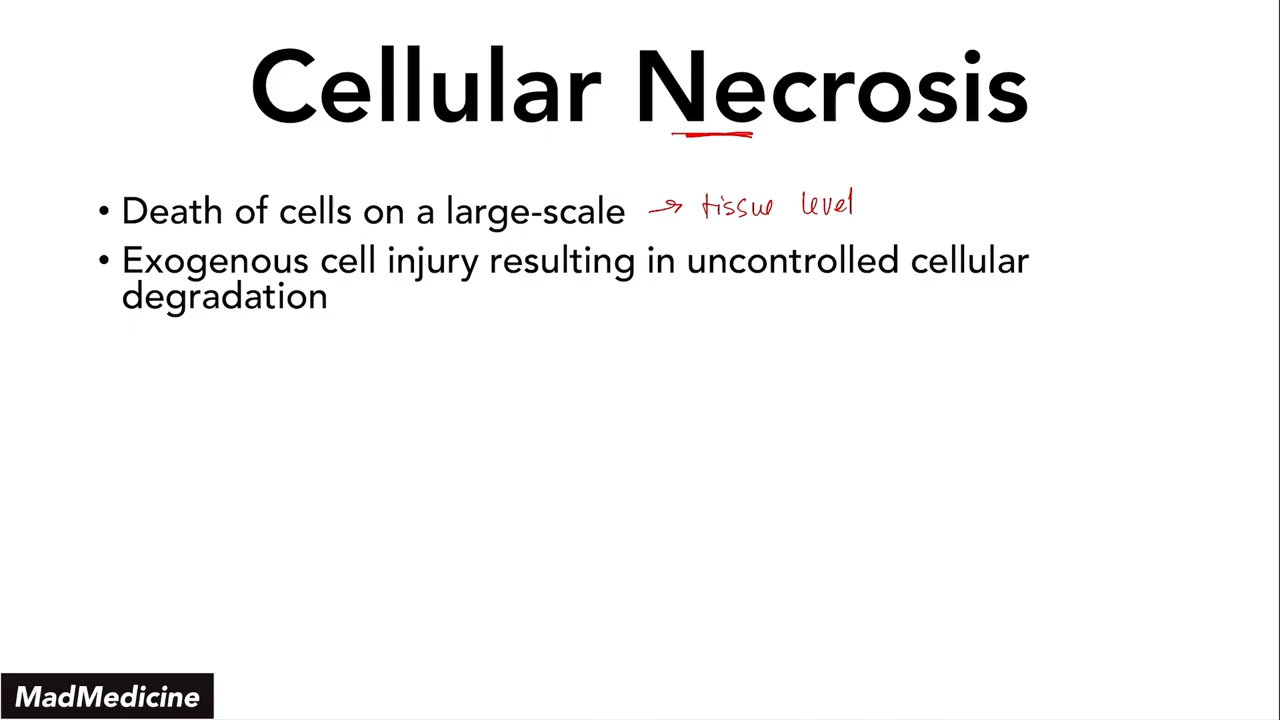 Cellular Necrosis
• Death of cells on a large-scale → tissue level
• Exogenous cell injury resulting in uncontrolled cellular
degradation
MadMedicine